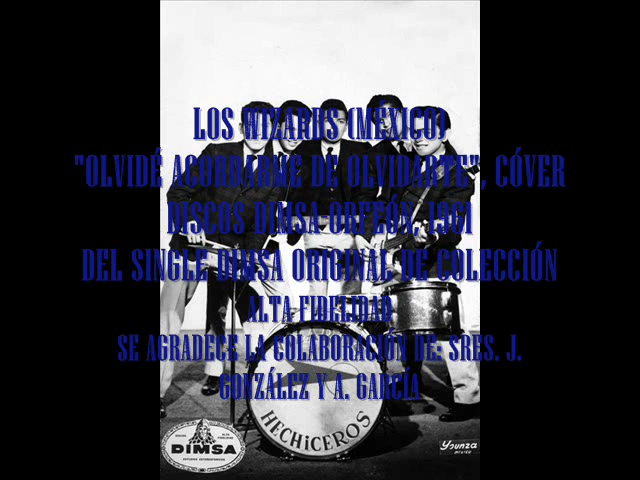 LOS WIZARDS (MÉXICO)
"OLVIDÉ ACORDARME DE OLVIDARTE", CÓVER
DISCOS DIMSA ORFEÓN, 1961
DEL SINGLE DIMSA ORIGINAL DE COLECCIÓN
ALTA FIDELIDAD
SE AGRADECE LA COLABORACIÓN DE: SRES. J.
GONZÁLEZ Y A. GARCÍA
HECHICEROS
DIMSA
Younza
MEXICO